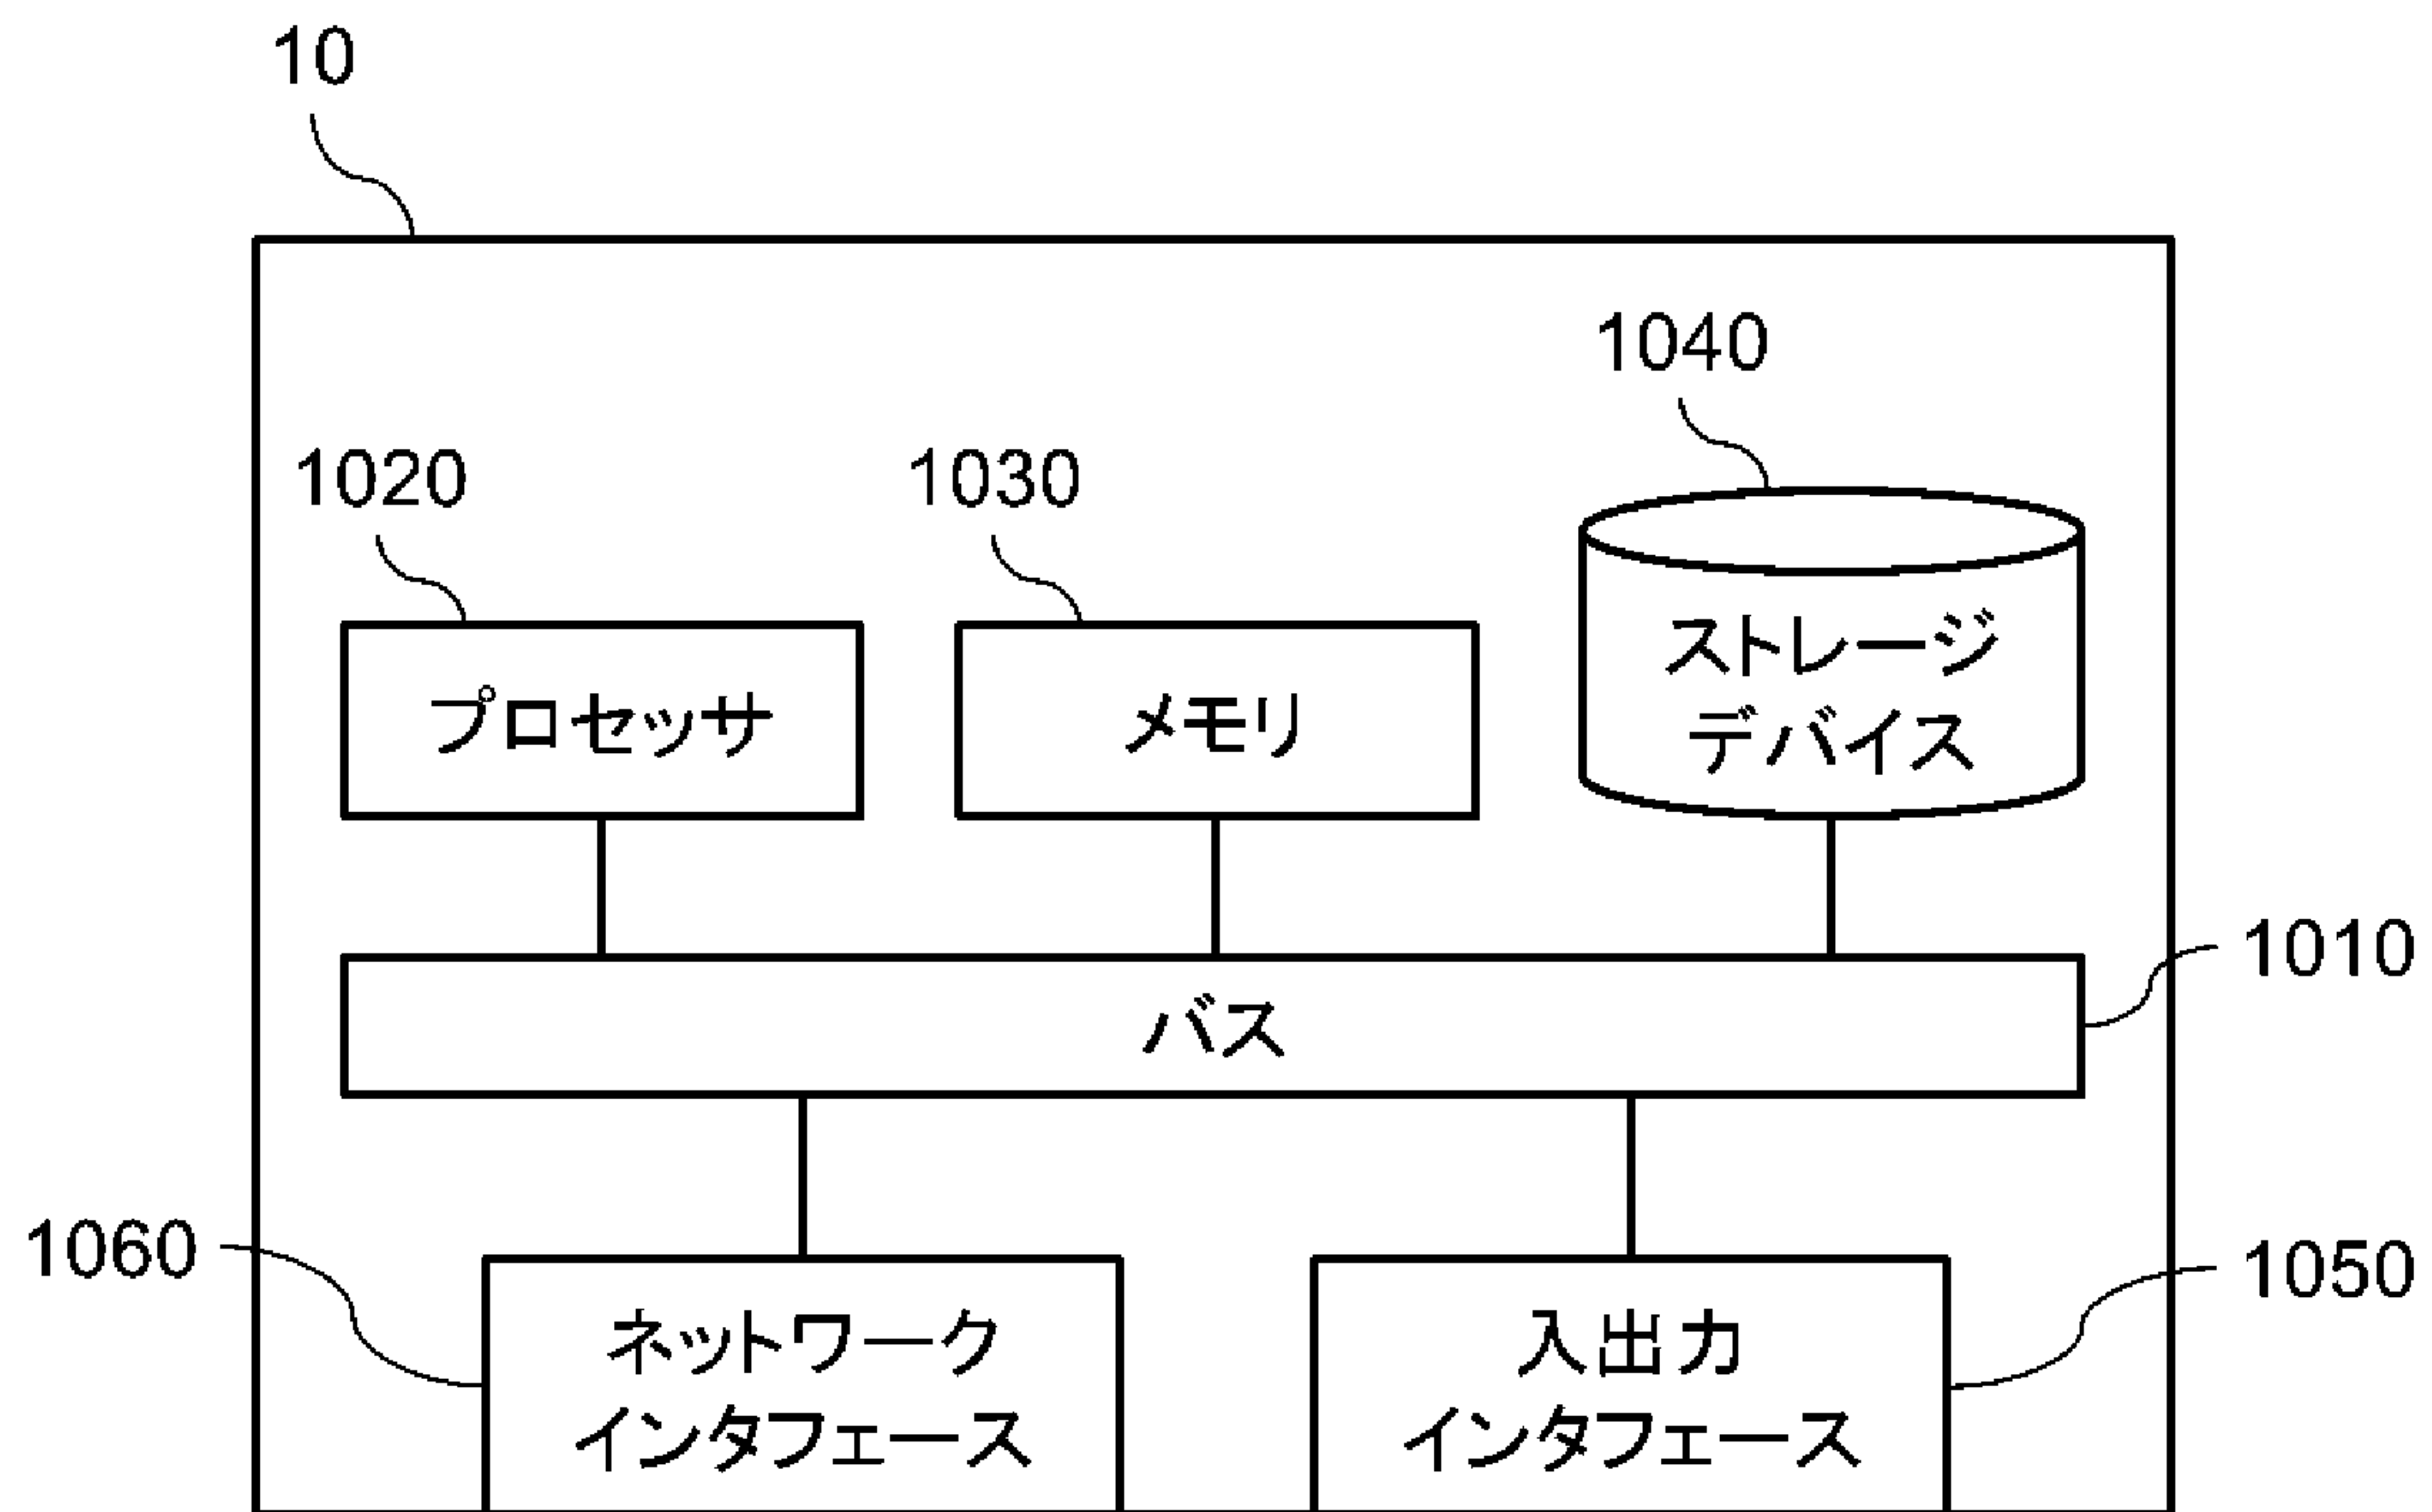 10
1040
1020
1030
ストレージ
デバイス
プロセッサ
メモリ
1010
バス
1060
1050
ネットワーク
インタフェース
入出力
インタフェース